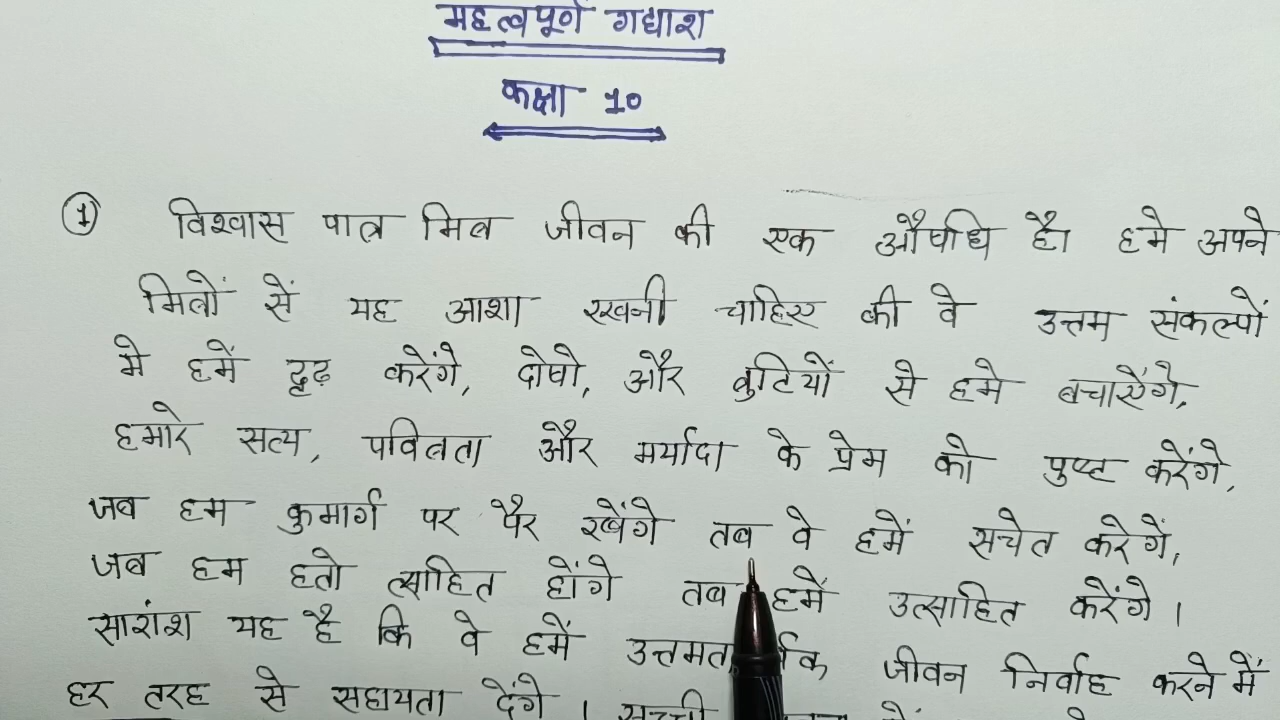 महत्वपूर्ण गद्यांश
कक्षा 10
① विश्वास पात्र मित्र जीवन की एक औषधि है। हमे अपने
मित्रों सें यह आशा रखनी चाहिए की वे उत्तम संकल्पों
मे हमें दृढ़ करेंगे, दोषो, और त्रुटियों से हमे बचाऐंगे,
हमारे सत्य, पवित्रता और मर्यादा के प्रेम को पुष्ट करेंगे,
जब हम कुमार्ग पर पैर रखेंगे तब वे हमें सचेत करेगें,
जब हम हतो त्साहित होंगे तब हमें उत्साहित करेंगे ।
सारांश यह है कि वे हमें जीवन निर्वाह करने में
हर तरह से सहायता देंगे । सच्ची